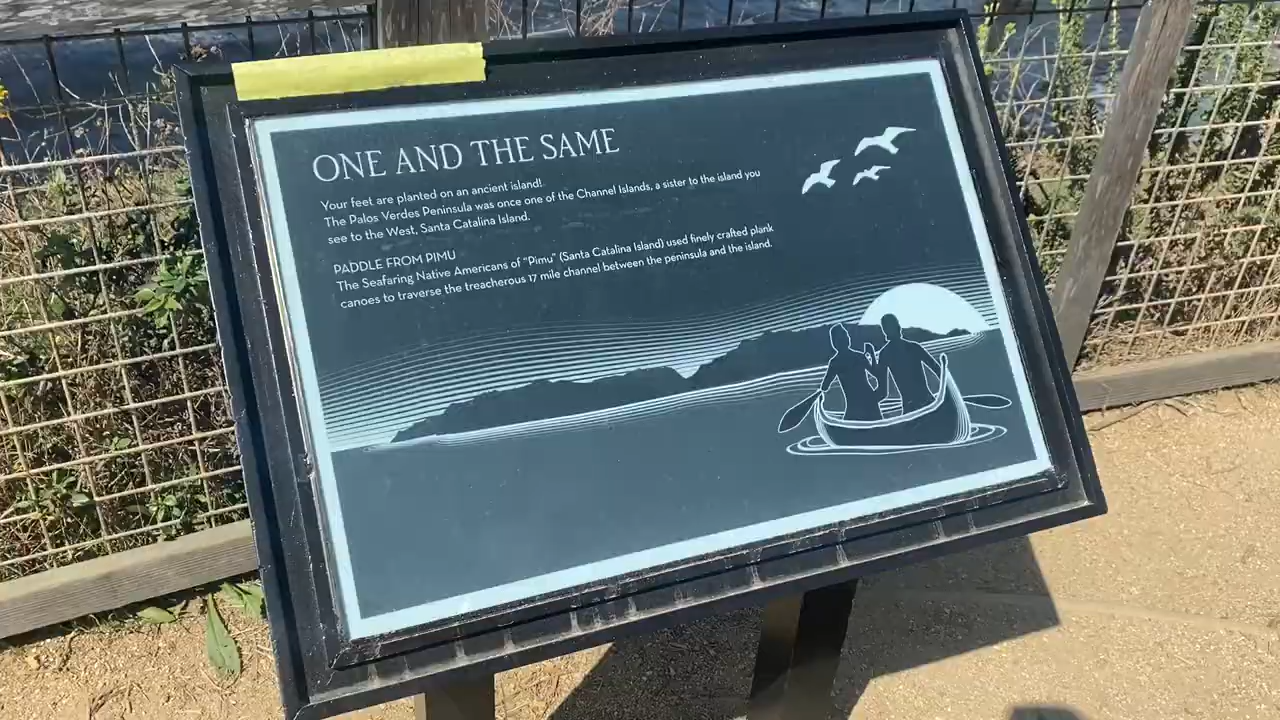 ONE AND THE SAME
Your feet are planted on an ancient island!
The Palos Verdes Peninsula was once one of the Channel Islands, a sister to the island you
see to the West, Santa Catalina Island.
PADDLE FROM PIMU
The Seafaring Native Americans of "Pimu" (Santa Catalina Island) used finely crafted plank
canoes to traverse the treacherous 17 mile channel between the peninsula and the island.